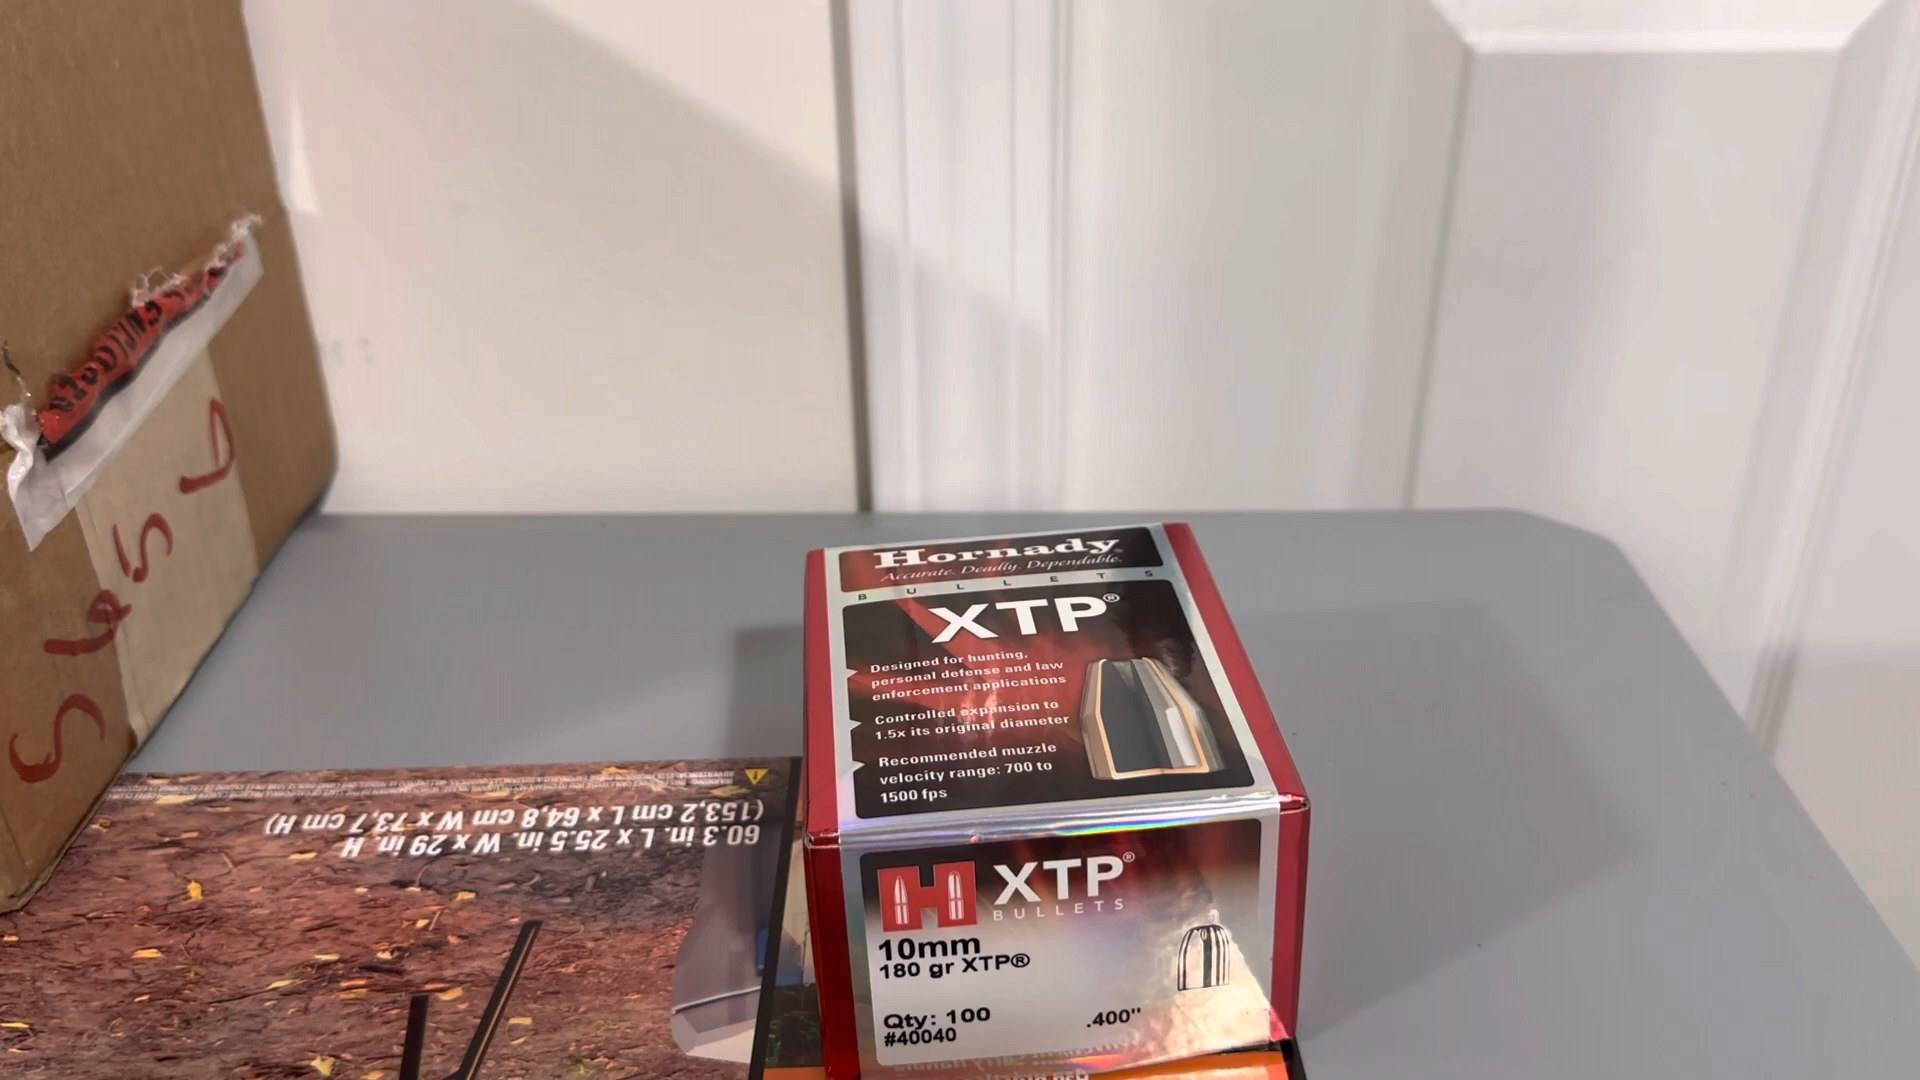 Hornady®
Accurate. Deadly. Dependable.
BULLETS
XTP®
Designed for hunting,
personal defense and law
enforcement applications
Controlled expansion to
1.5x its original diameter
Recommended muzzle
velocity range: 700 to
1500 fps
H XTP®
BULLETS
10mm
180 gr XTP®
Qty: 100 .400"
#40040
60.3 in. L x 25.5 in. W x 29 in. H
(153,2 cm L x 64,8 cm W x 73,7 cm H)